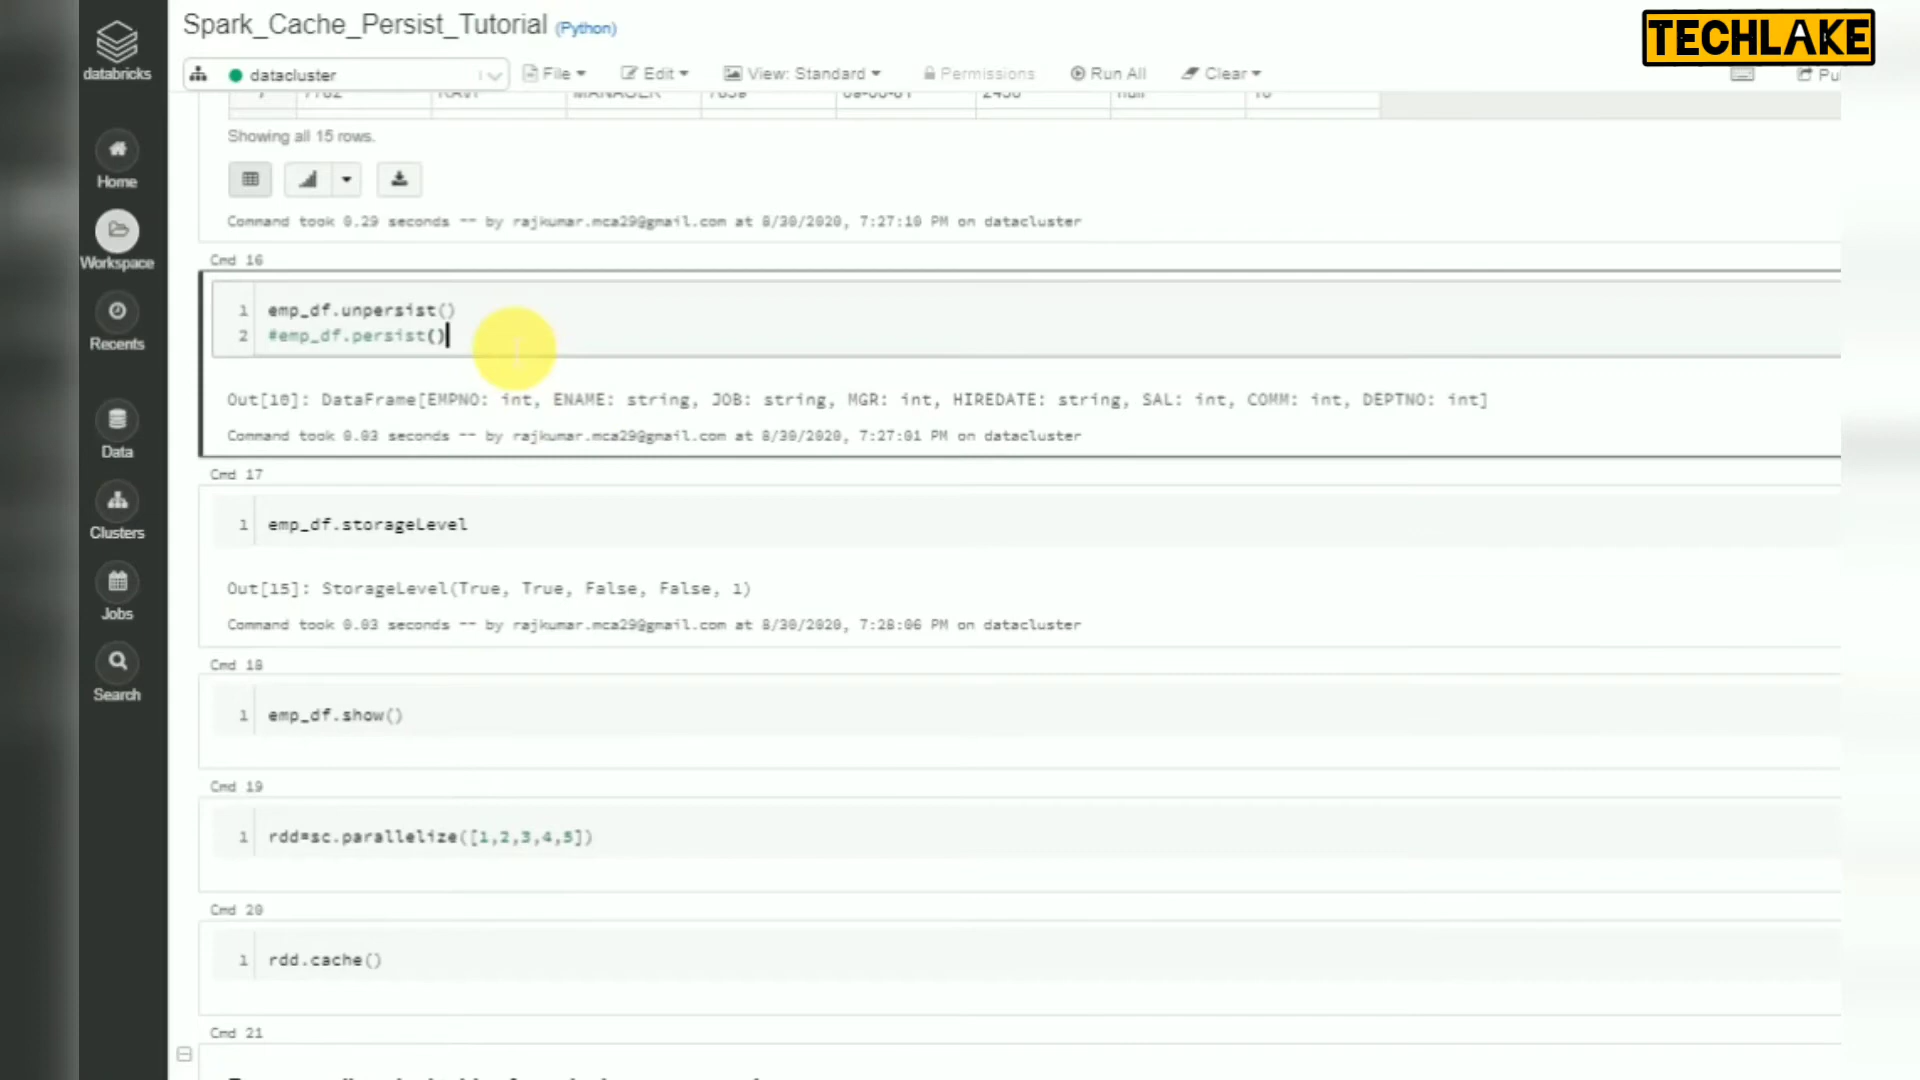 Spark_Cache_Persist_Tutorial (Python)
TECHLAKE
databricks
datacluster
File
Edit
View: Standard
Permissions
Run All
Clear
Pu
Showing all 15 rows.
Command took 0.29 seconds -- by rajkumar.mca29@gmail.com at 8/30/2020, 7:27:10 PM on datacluster
Home
Workspace
Recents
Data
Clusters
Jobs
Search
Cmd 16
1 emp_df.unpersist()
2 #emp_df.persist()
Out[10]: DataFrame[EMPNO: int, ENAME: string, JOB: string, MGR: int, HIREDATE: string, SAL: int, COMM: int, DEPTNO: int]
Command took 0.03 seconds -- by rajkumar.mca29@gmail.com at 8/30/2020, 7:27:01 PM on datacluster
Cmd 17
1 emp_df.storageLevel
Out[15]: StorageLevel(True, True, False, False, 1)
Command took 0.03 seconds -- by rajkumar.mca29@gmail.com at 8/30/2020, 7:28:06 PM on datacluster
Cmd 18
1 emp_df.show()
Cmd 19
1 rdd=sc.parallelize([1,2,3,4,5])
Cmd 20
1 rdd.cache()
Cmd 21